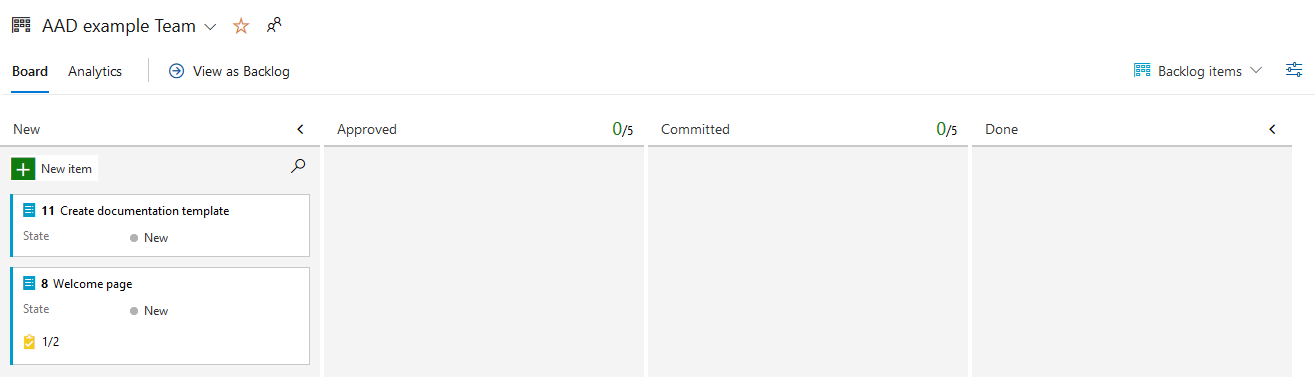 AAD example Team
Board Analytics View as Backlog Backlog items
New Approved 0/5 Committed 0/5 Done
New item
11 Create documentation template
State New
8 Welcome page
State New
1/2